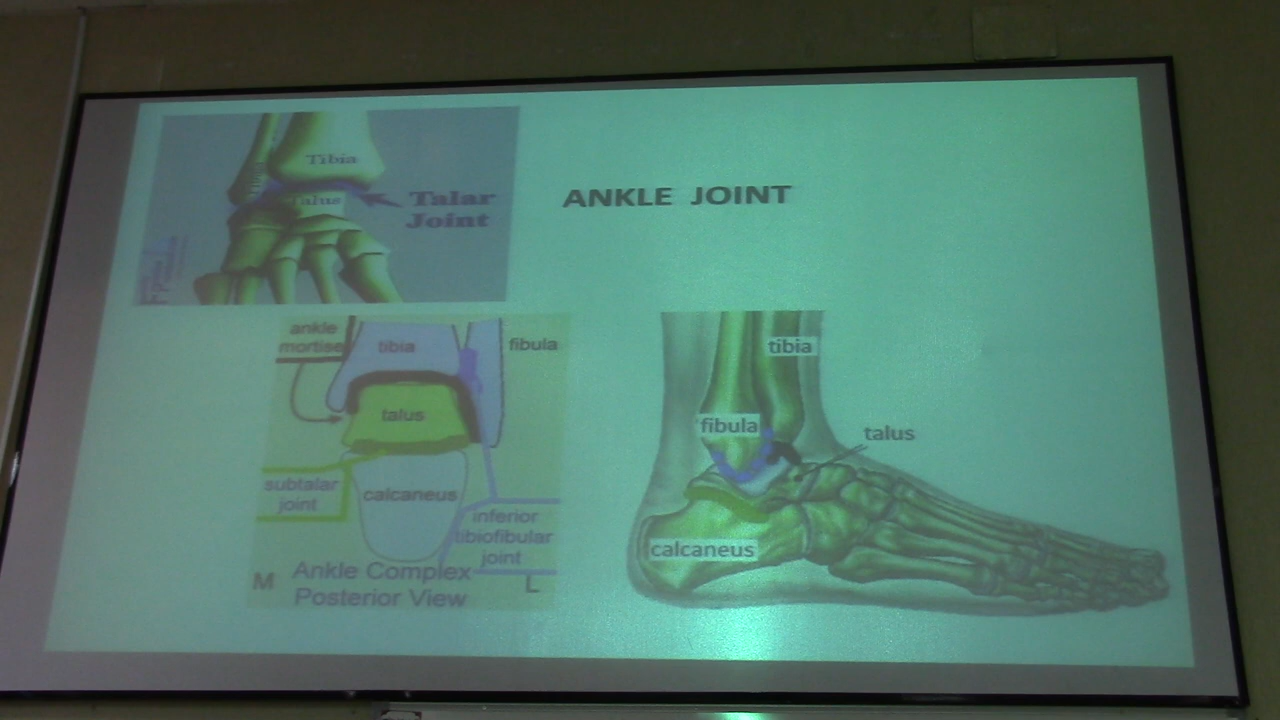 ANKLE JOINT
Tibia
Talus
Talar
Joint
ankle
mortise
tibia
fibula
talus
subtalar
joint
calcaneus
inferior
tibiofibular
joint
M
Ankle Complex
Posterior View
L
tibia
fibula
talus
calcaneus